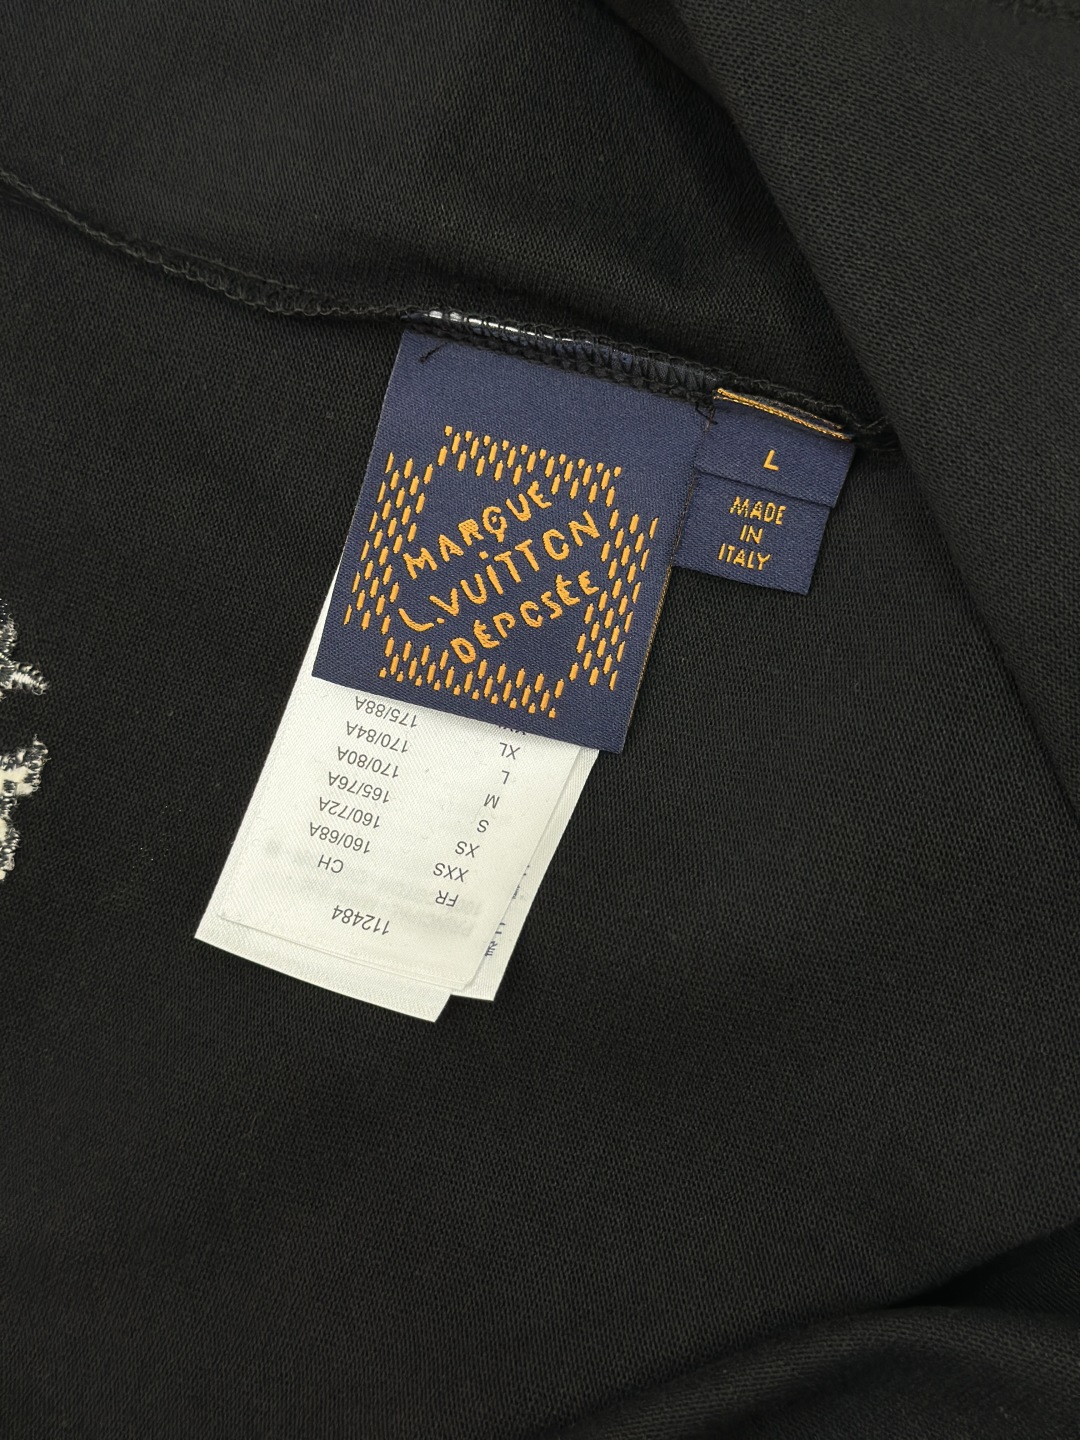 MARQUE
L.VUITTON
DÉPOSÉE
L
MADE
IN
ITALY
112484
FR CH
XXS 160/68A
XS 160/72A
S 165/76A
M 170/80A
L 170/84A
XL 175/88A